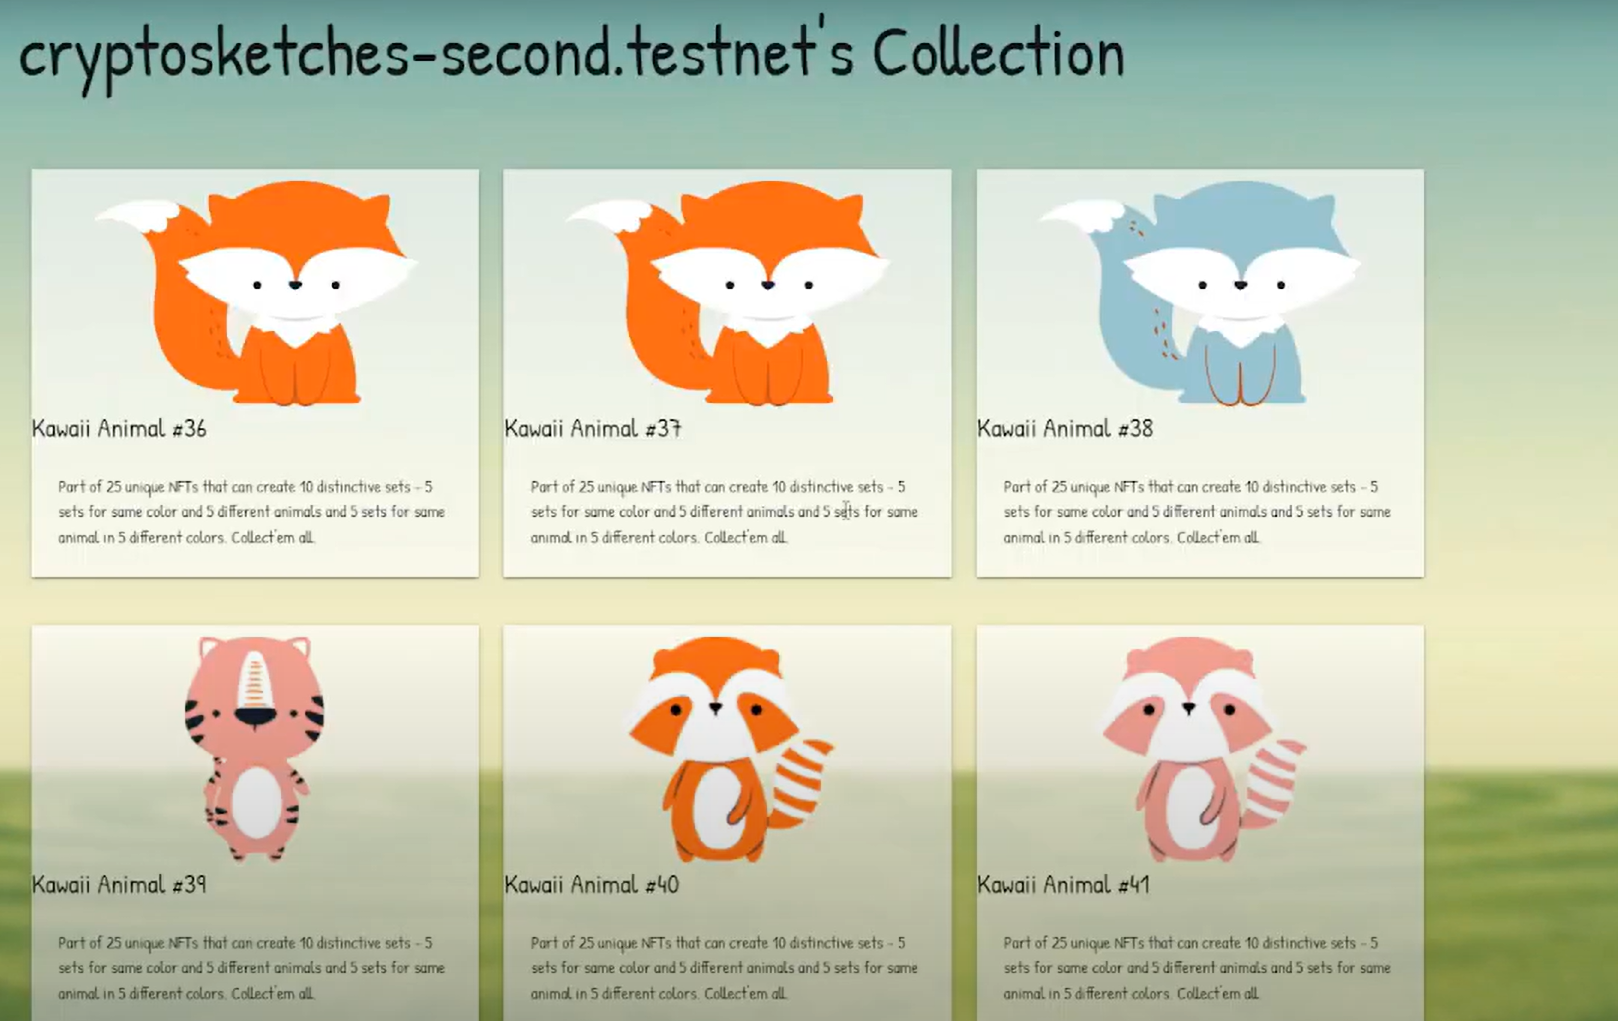 cryptosketches-second.testnet's Collection
Kawaii Animal #36
Part of 25 unique NFTs that can create 10 distinctive sets - 5
sets for same color and 5 different animals and 5 sets for same
animal in 5 different colors. Collect'em all.
Kawaii Animal #37
Part of 25 unique NFTs that can create 10 distinctive sets - 5
sets for same color and 5 different animals and 5 sets for same
animal in 5 different colors. Collect'em all.
Kawaii Animal #38
Part of 25 unique NFTs that can create 10 distinctive sets - 5
sets for same color and 5 different animals and 5 sets for same
animal in 5 different colors. Collect'em all.
Kawaii Animal #39
Part of 25 unique NFTs that can create 10 distinctive sets - 5
sets for same color and 5 different animals and 5 sets for same
animal in 5 different colors. Collect'em all.
Kawaii Animal #40
Part of 25 unique NFTs that can create 10 distinctive sets - 5
sets for same color and 5 different animals and 5 sets for same
animal in 5 different colors. Collect'em all.
Kawaii Animal #41
Part of 25 unique NFTs that can create 10 distinctive sets - 5
sets for same color and 5 different animals and 5 sets for same
animal in 5 different colors. Collect'em all.